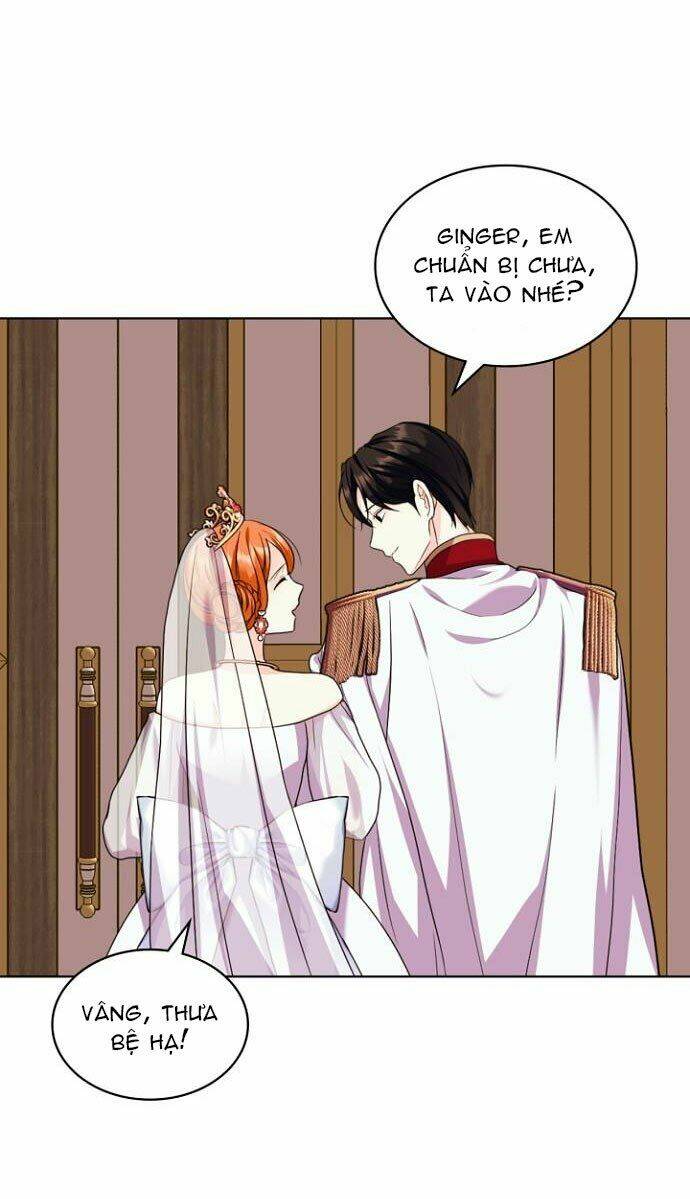 GINGER, EM
CHUẨN BỊ CHƯA,
TA VÀO NHÉ?
VÂNG, THƯA
BỆ HẠ!